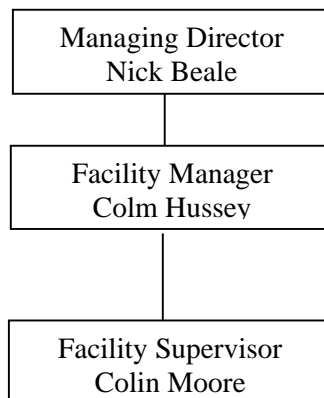 Managing Director
Nick Beale
Facility Manager
Colm Hussey
Facility Supervisor
Colin Moore